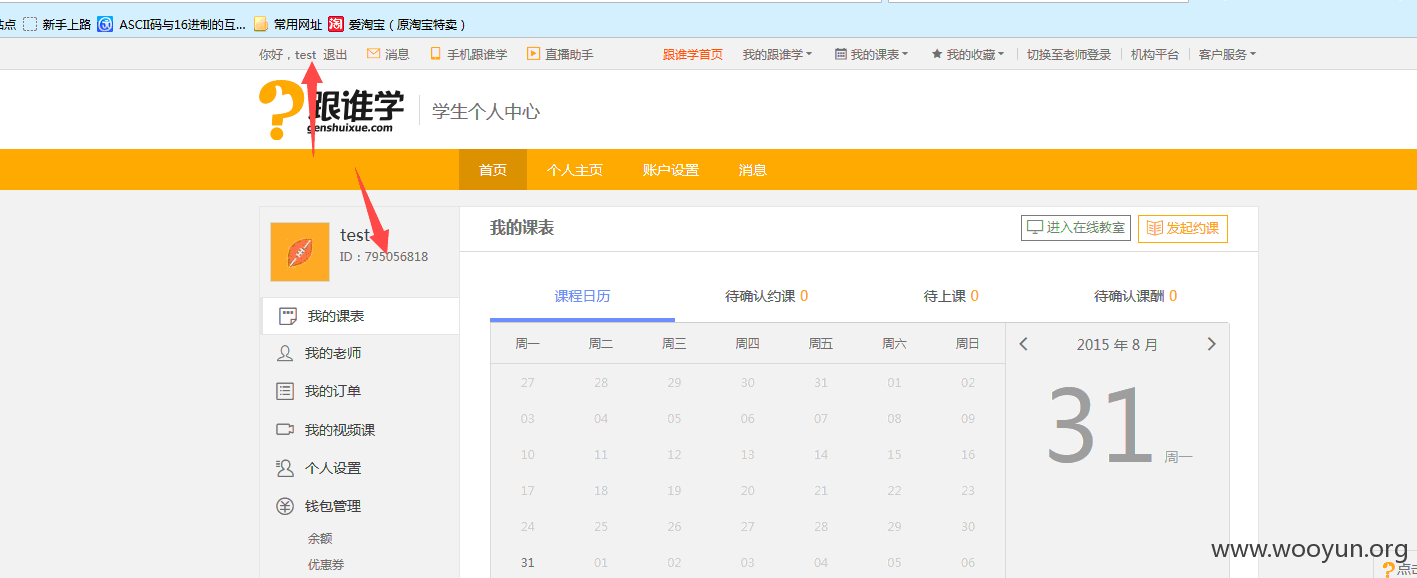 站点 新手上路 ASCII码与16进制的互... 常用网址 爱淘宝（原淘宝特卖）
你好，test 退出 消息 手机跟谁学 直播助手 跟谁学首页 我的跟谁学 我的课表 我的收藏 切换至老师登录 机构平台 客户服务
跟谁学
genshuixue.com
学生个人中心
首页 个人主页 账户设置 消息
test
ID：795056818
我的课表
我的老师
我的订单
我的视频课
个人设置
钱包管理
余额
优惠券
我的课表 进入在线教室 发起约课
课程日历 待确认约课 0 待上课 0 待确认课酬 0
周一 周二 周三 周四 周五 周六 周日
27 28 29 30 31 01 02
03 04 05 06 07 08 09
10 11 12 13 14 15 16
17 18 19 20 21 22 23
24 25 26 27 28 29 30
31 01 02 03 04 05 06
2015 年 8 月
31 周一
www.wooyun.org
点击